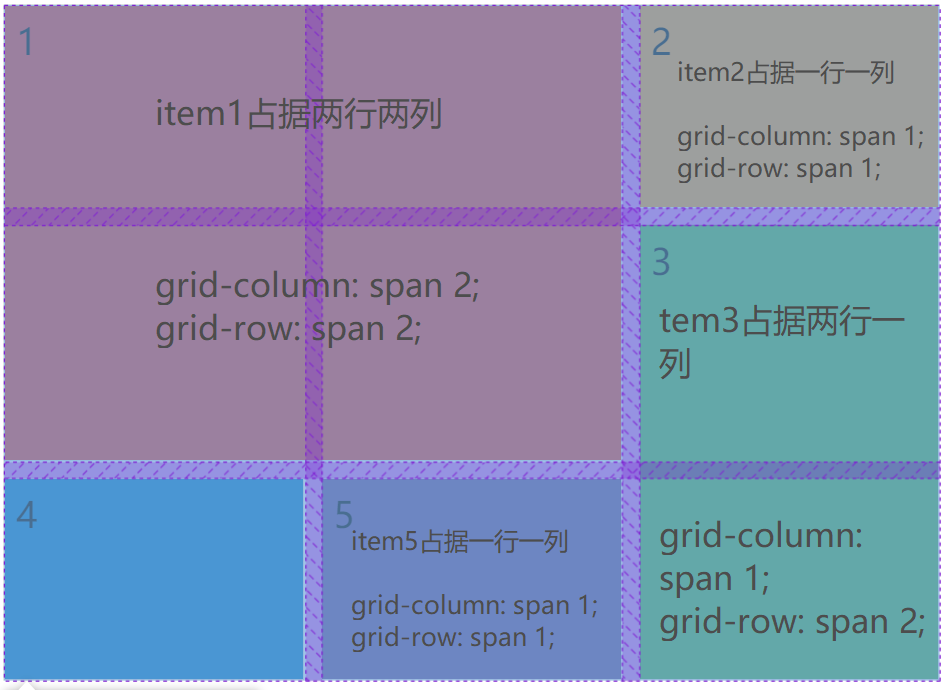 1
item1占据两行两列
grid-column: span 2;
grid-row: span 2;
2
item2占据一行一列
grid-column: span 1;
grid-row: span 1;
3
tem3占据两行一
列
grid-column:
span 1;
grid-row: span 2;
4
5
item5占据一行一列
grid-column: span 1;
grid-row: span 1;